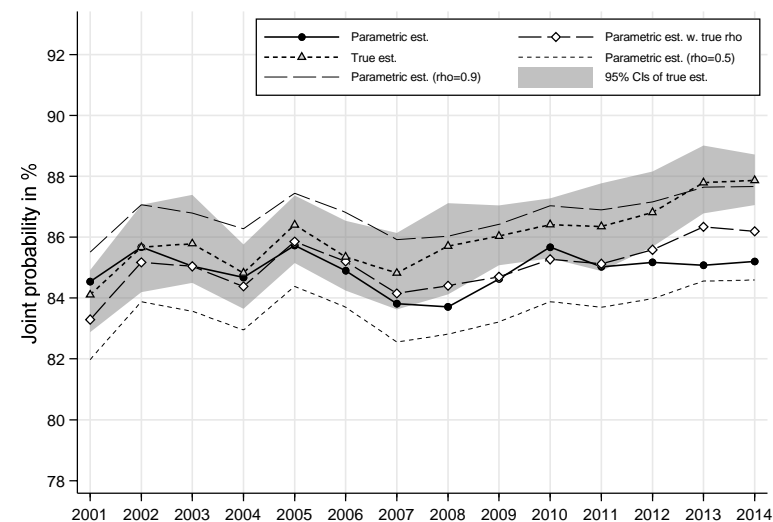 Parametric est.
Parametric est. w. true rho
True est.
Parametric est. (rho=0.5)
Parametric est. (rho=0.9)
95% CIs of true est.
Joint probability in %
92
90
88
86
84
82
80
78
2001 2002 2003 2004 2005 2006 2007 2008 2009 2010 2011 2012 2013 2014